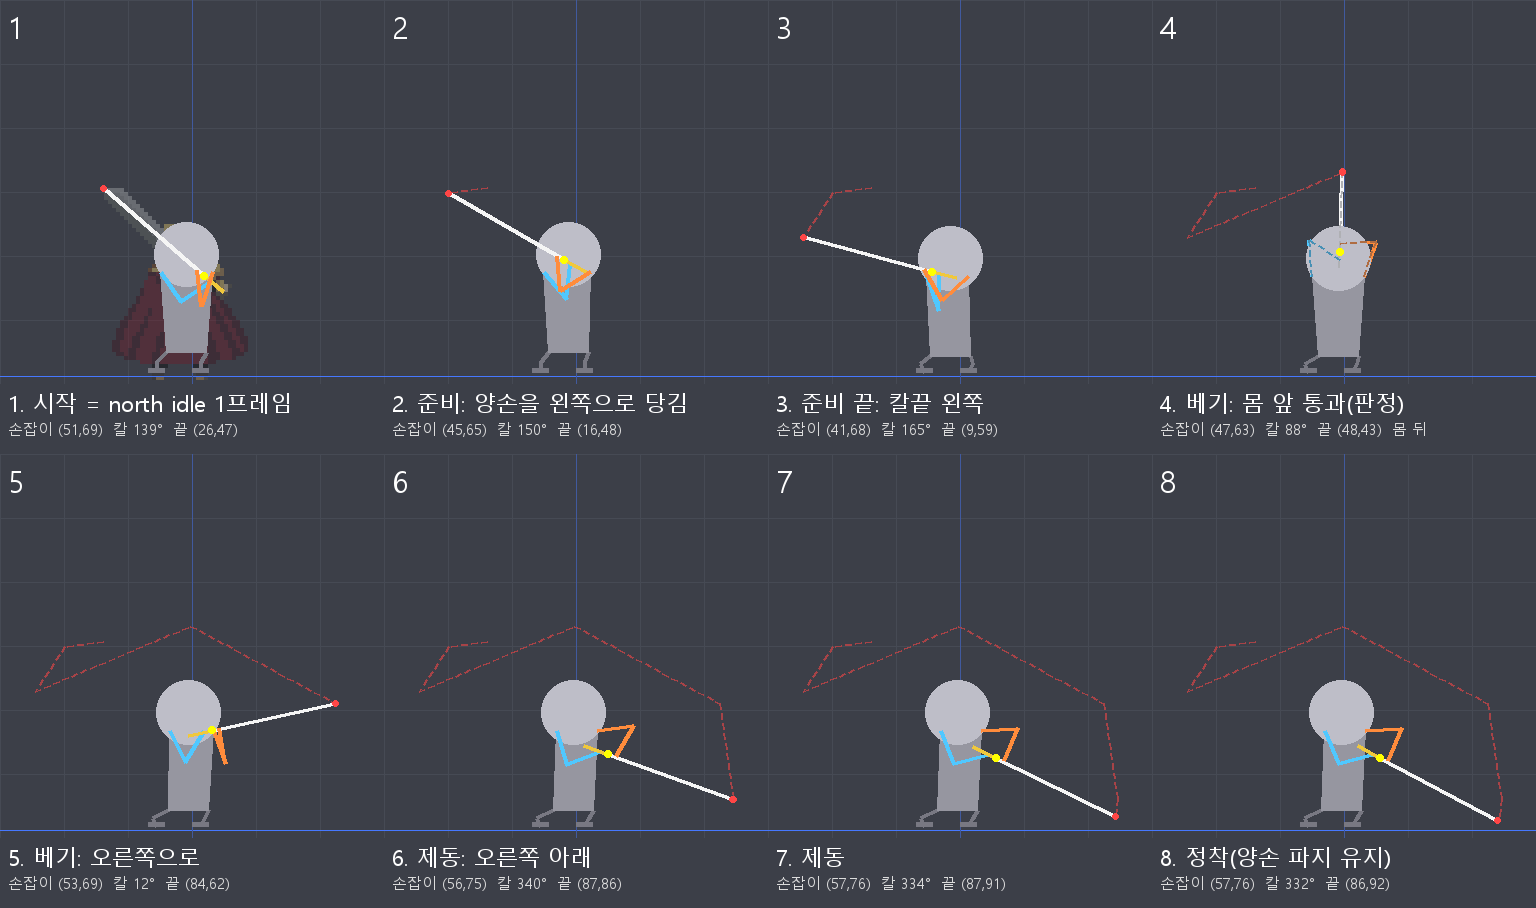 1
2
3
4
1. 시작 = north idle 1프레임
손잡이 (51,69) 칼 139° 끝 (26,47)
2. 준비: 양손을 왼쪽으로 당김
손잡이 (45,65) 칼 150° 끝 (16,48)
3. 준비 끝: 칼끝 왼쪽
손잡이 (41,68) 칼 165° 끝 (9,59)
4. 베기: 몸 앞 통과(판정)
손잡이 (47,63) 칼 88° 끝 (48,43) 몸 뒤
5
6
7
8
5. 베기: 오른쪽으로
손잡이 (53,69) 칼 12° 끝 (84,62)
6. 제동: 오른쪽 아래
손잡이 (56,75) 칼 340° 끝 (87,86)
7. 제동
손잡이 (57,76) 칼 334° 끝 (87,91)
8. 정착(양손 파지 유지)
손잡이 (57,76) 칼 332° 끝 (86,92)